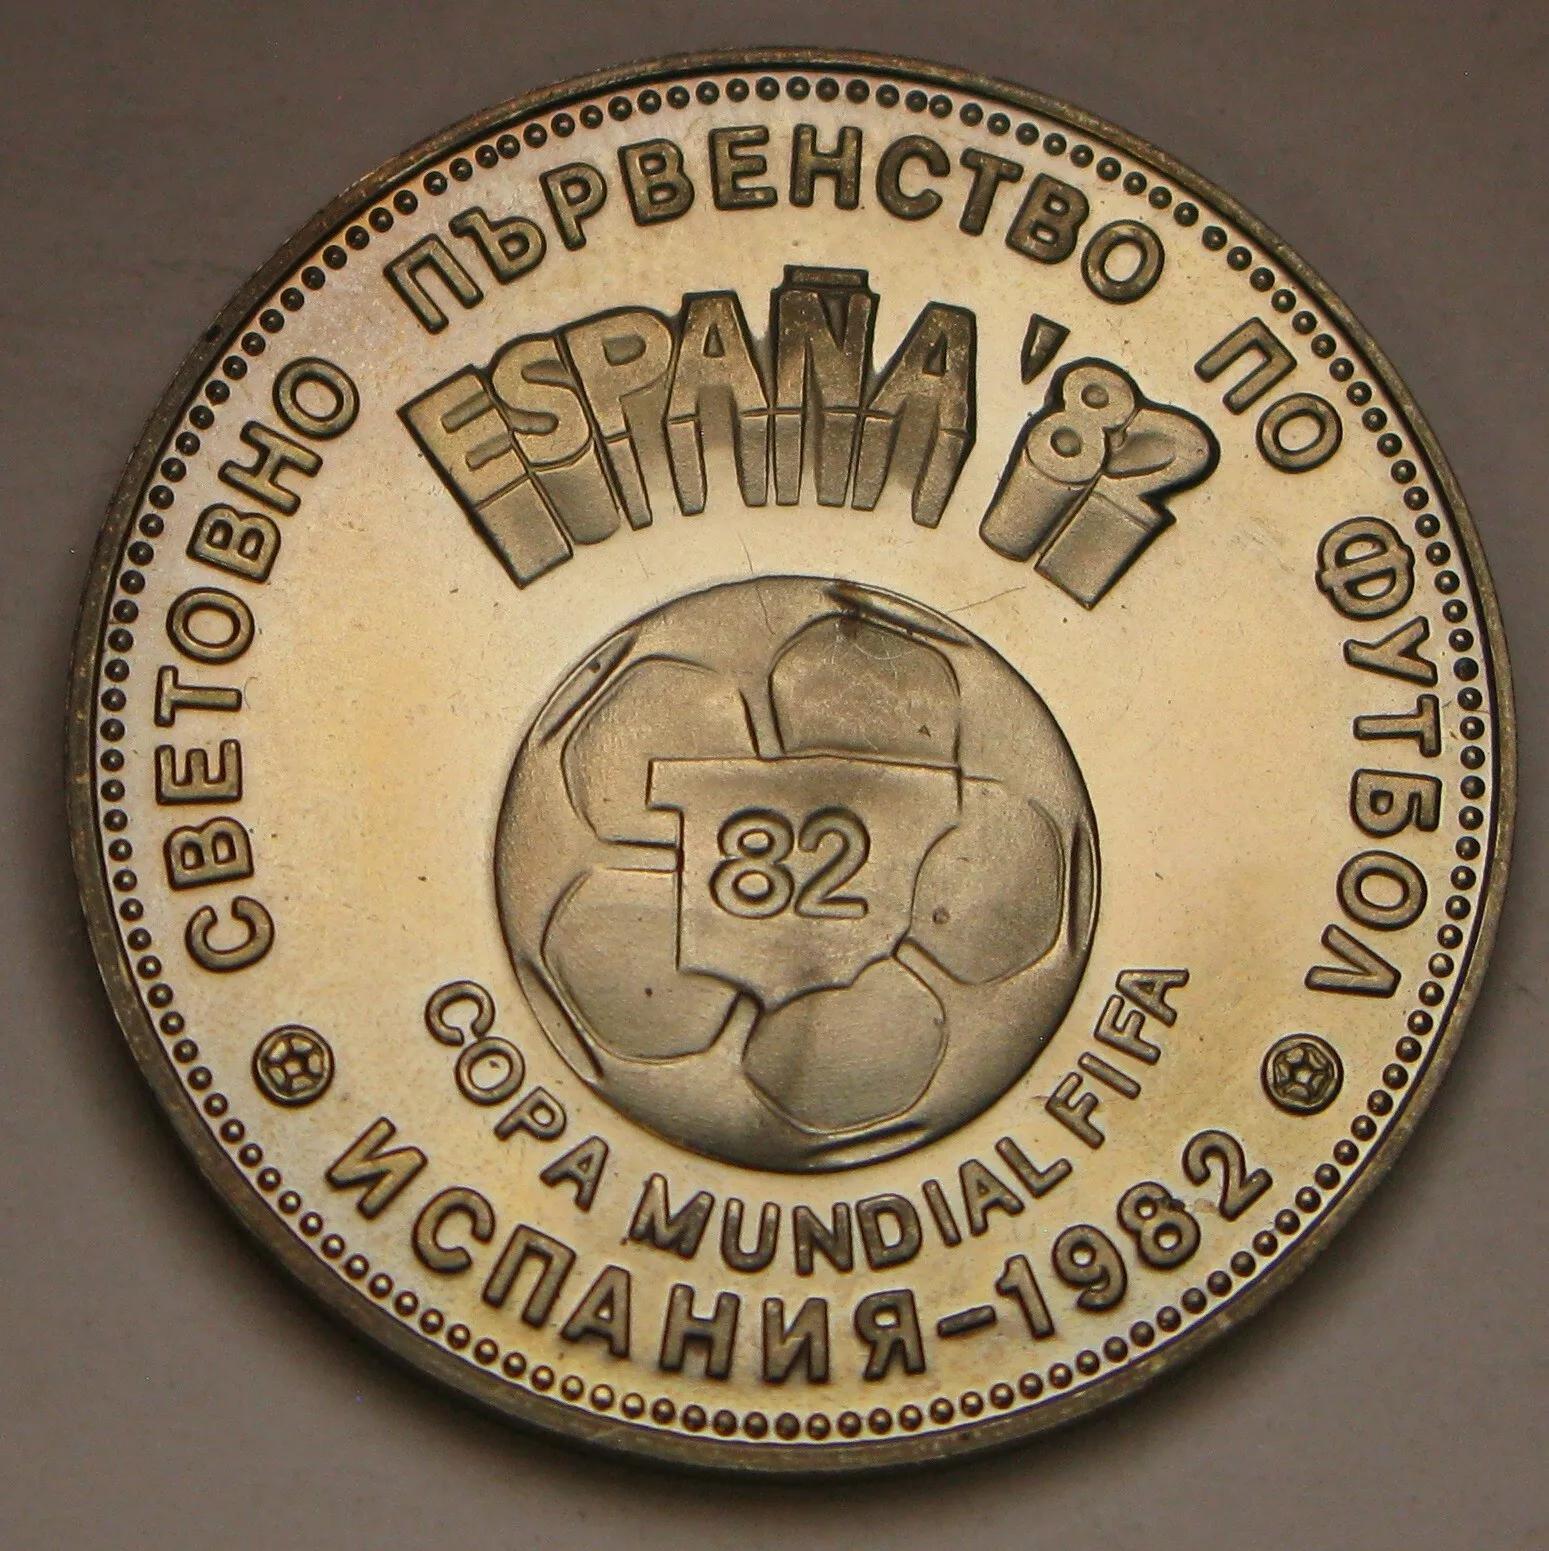 СВЕТОВНО ПЪРВЕНСТВО ПО ФУТБОЛ
ESPAÑA '82
82
COPA MUNDIAL FIFA
ИСПАНИЯ-1982